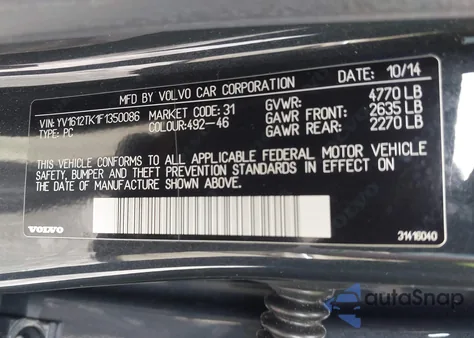 MFD. BY VOLVO CAR CORPORATION DATE: 10/14
VIN: YV1612TK1F1350086 MARKET CODE: 31 GVWR: 4770 LB
TYPE: PC COLOUR: 492-46 GAWR FRONT: 2635 LB
GAWR REAR: 2270 LB
THIS VEHICLE CONFORMS TO ALL APPLICABLE FEDERAL MOTOR VEHICLE
SAFETY, BUMPER AND THEFT PREVENTION STANDARDS IN EFFECT ON THE
DATE OF MANUFACTURE SHOWN ABOVE.
VOLVO 31416040
autoSnap